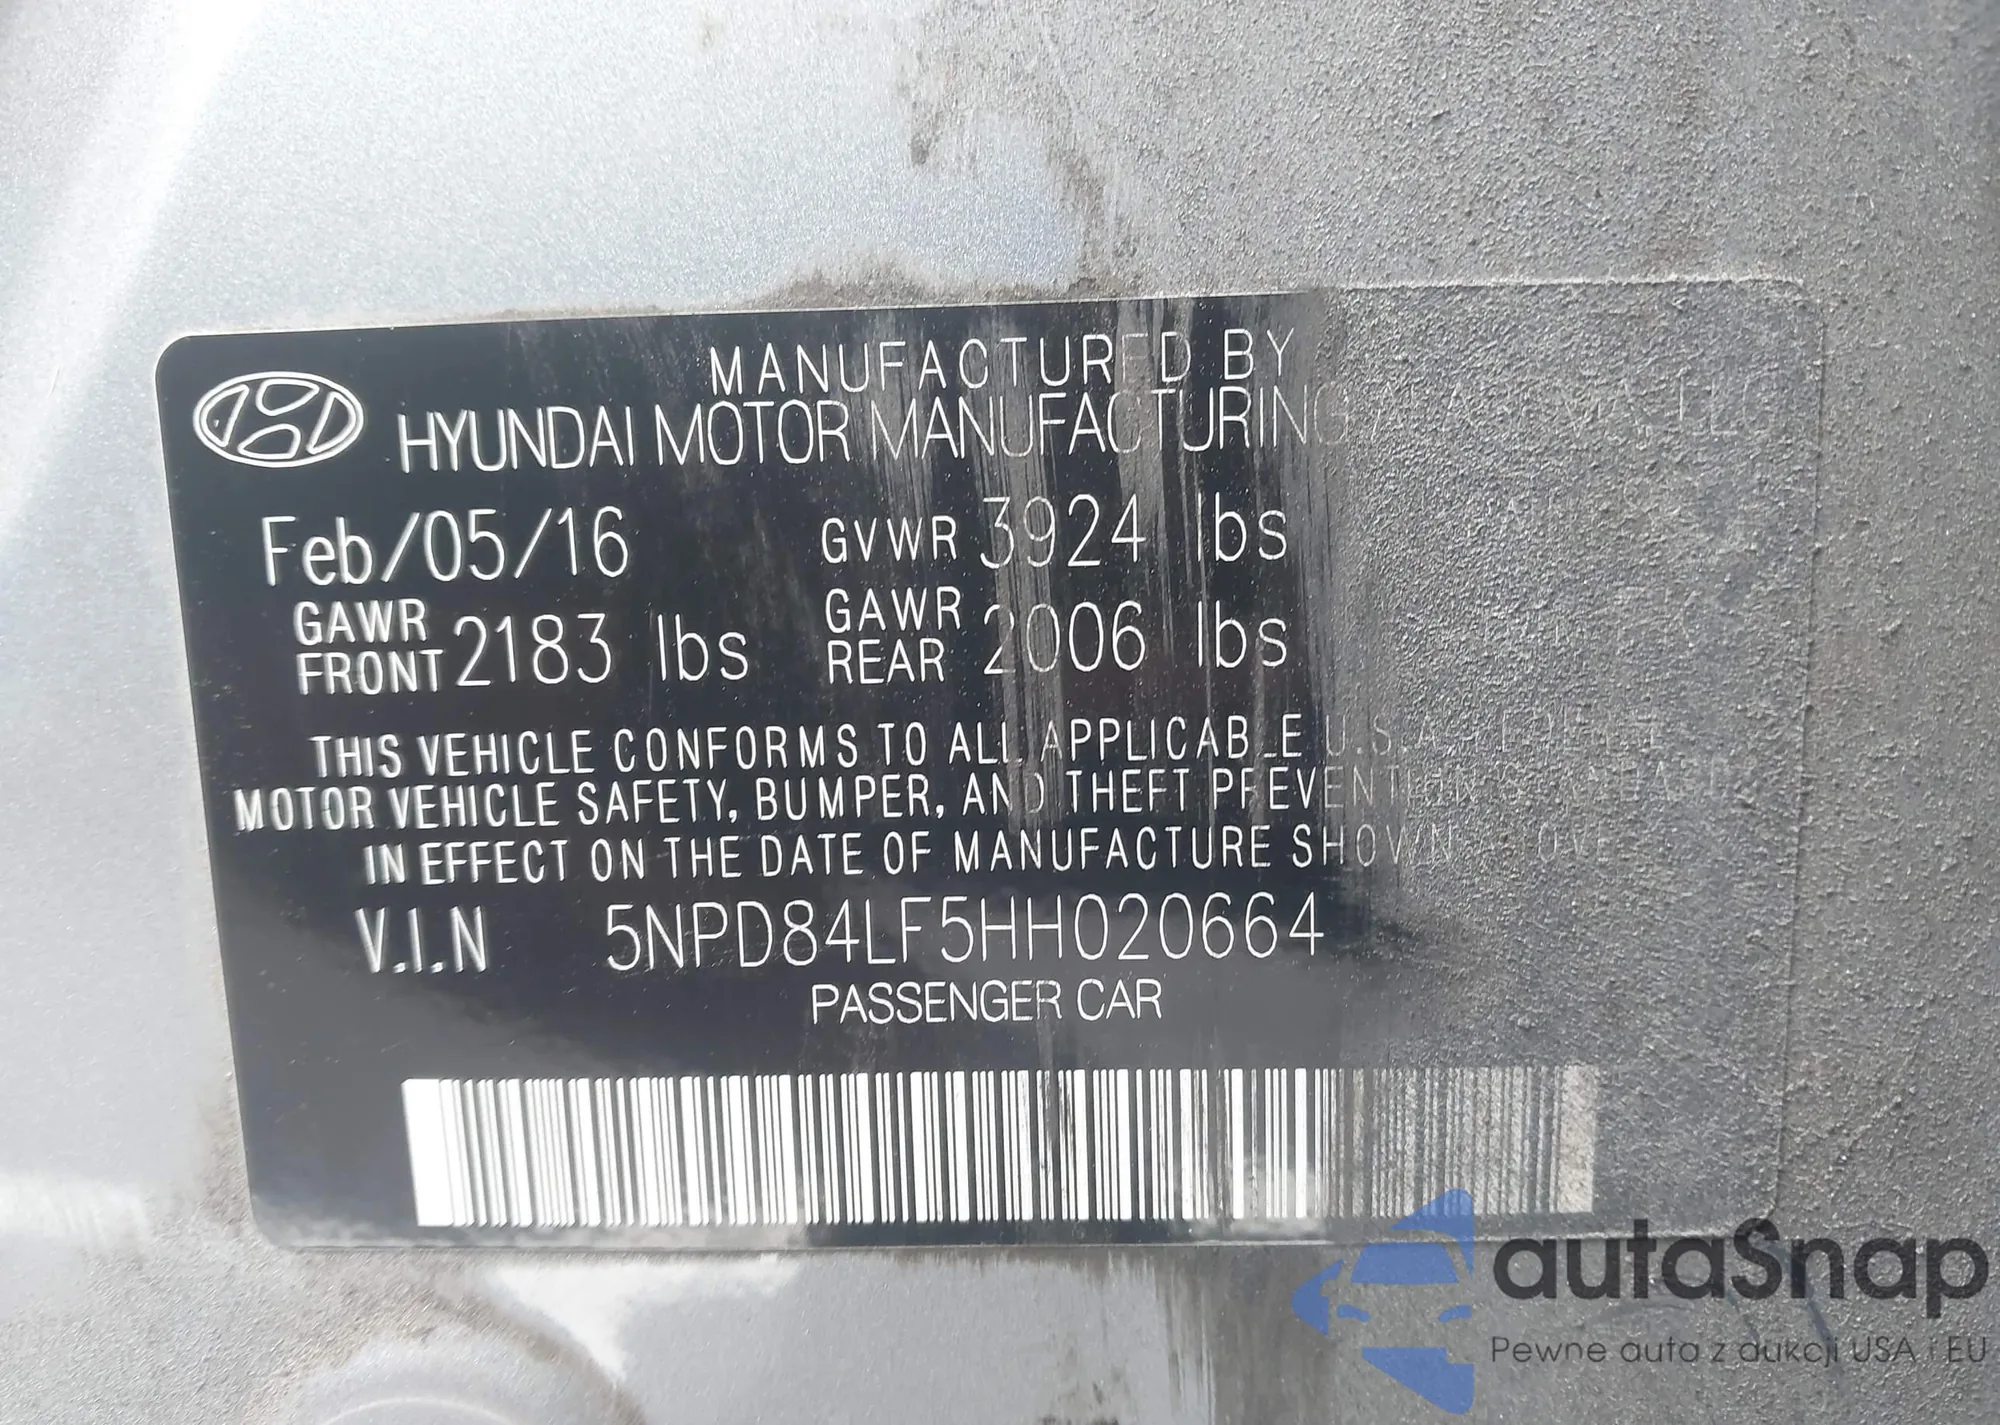 MANUFACTURED BY
HYUNDAI MOTOR MANUFACTURING
Feb/05/16 GVWR 3924 lbs
GAWR FRONT 2183 lbs GAWR REAR 2006 lbs
THIS VEHICLE CONFORMS TO ALL APPLICABLE U.S.A.
MOTOR VEHICLE SAFETY, BUMPER, AND THEFT PREVENTION
IN EFFECT ON THE DATE OF MANUFACTURE SHOWN
V.I.N 5NPD84LF5HH020664
PASSENGER CAR
autaSnap
Pewne auta z aukcji USA i EU